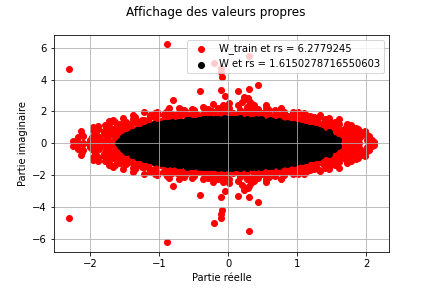 Affichage des valeurs propres
W_train et rs = 6.2779245
W et rs = 1.6150278716550603
Partie imaginaire
6
4
2
0
−2
−4
−6
−2
−1
0
1
2
Partie réelle